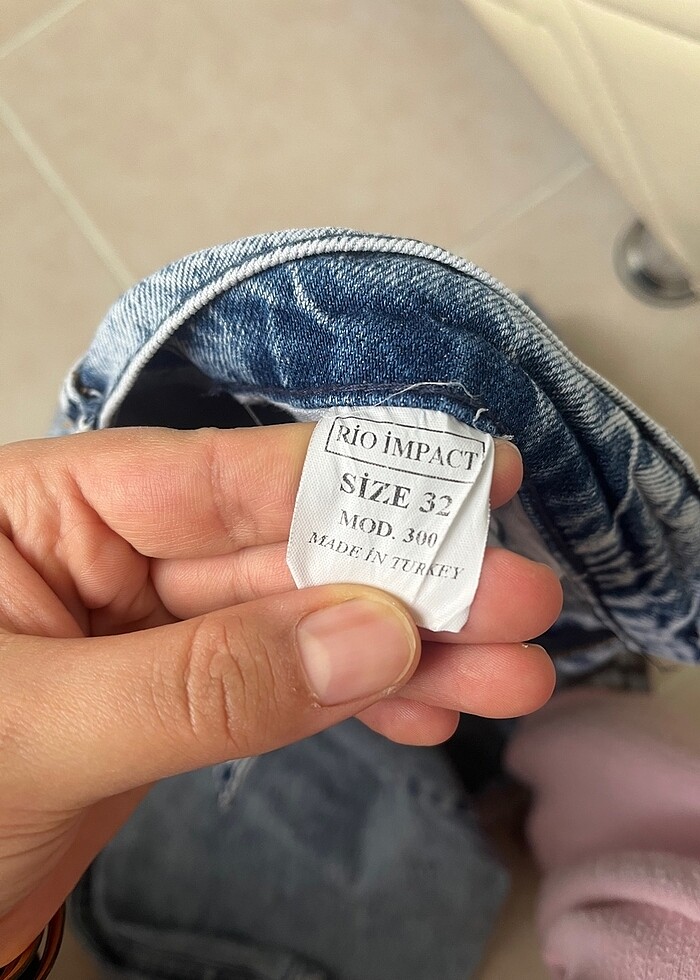 RİO İMPACT
SİZE 32
MOD. 300
MADE İN TURKEY